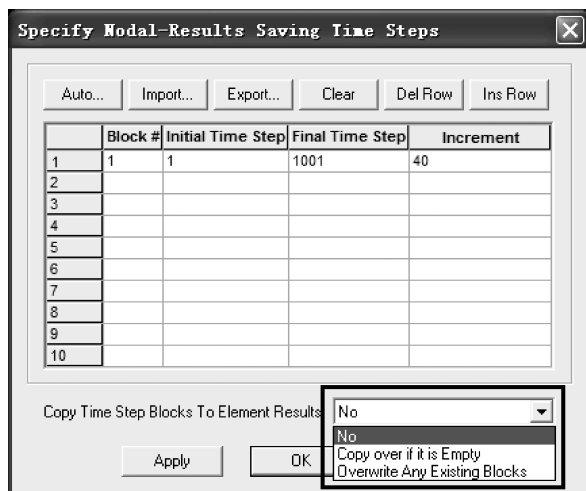 Specify Nodal-Results Saving Time Steps
Auto... Import... Export... Clear Del Row Ins Row
Block # Initial Time Step Final Time Step Increment
1 1 1 1001 40
2
3
4
5
6
7
8
9
10
Copy Time Step Blocks To Element Results No
No
Copy over if it is Empty
Overwrite Any Existing Blocks
Apply OK